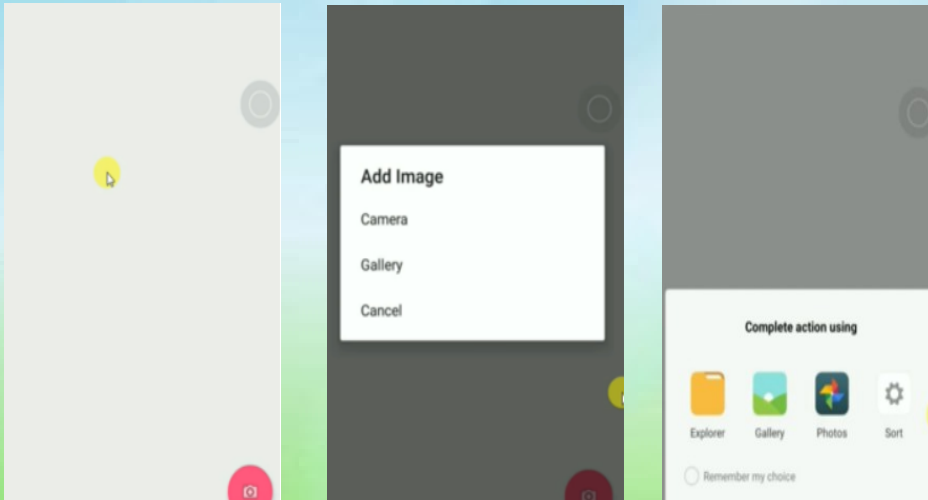 Add Image
Camera
Gallery
Cancel
Complete action using
Explorer Gallery Photos Sort
Remember my choice